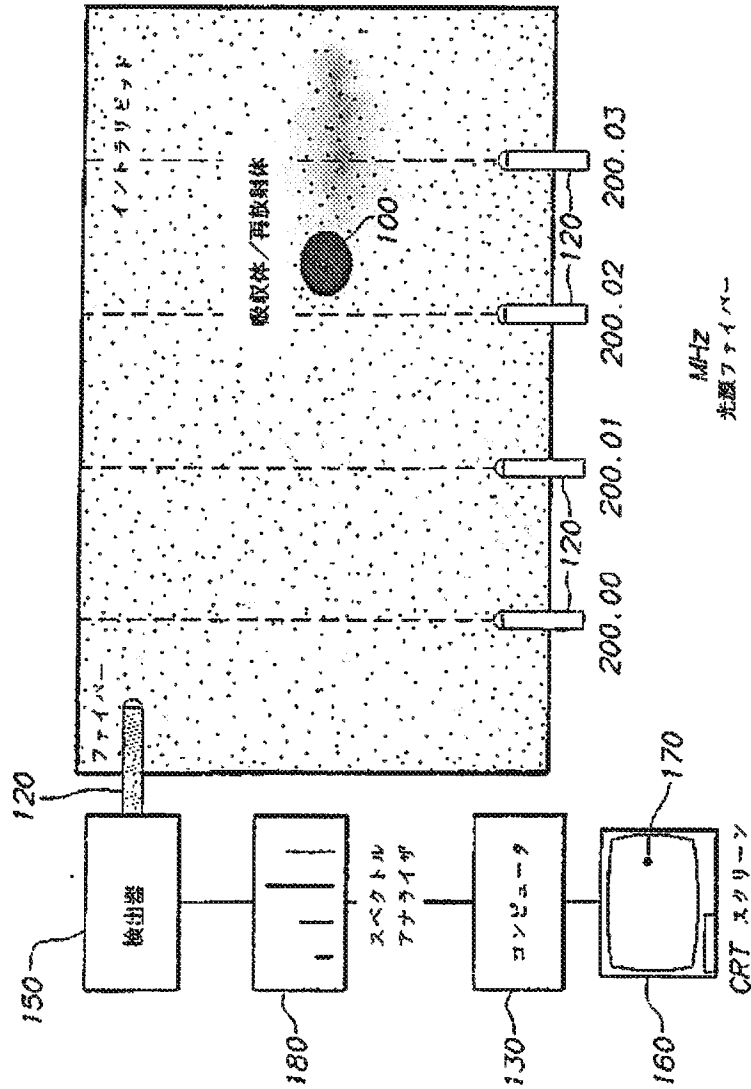 150
検出器
120
ファイバー
イントラリピッド
吸収体/再放射体
100
180
スペクトル
アナライザ
130
コンピュータ
160
170
CRT スクリーン
120
120
200.00
200.01
200.02
200.03
MHz
光源ファイバー